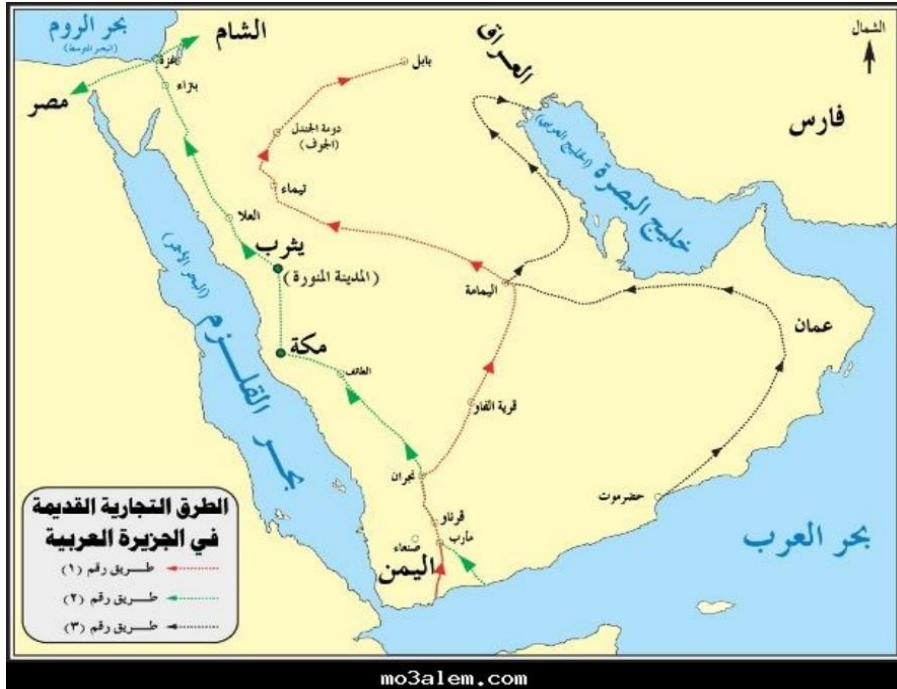 بحر الروم
(البحر المتوسط)
الشام
الشمال
العراق
غزة
بتراء
مصر
بابل
فارس
دومة الجندل
(الجوف)
خليج البصرة
(الخليج العربي)
تيماء
العلا
يثرب
(المدينة المنورة)
اليمامة
عمان
مكة
الطائف
بحر القلزم
(البحر الأحمر)
قرية الفاو
نجران
حضرموت
قرناو
مأرب
صنعاء
اليمن
بحر العرب
الطرق التجارية القديمة
في الجزيرة العربية
طريق رقم (١)
طريق رقم (٢)
طريق رقم (٣)
mo3alem.com